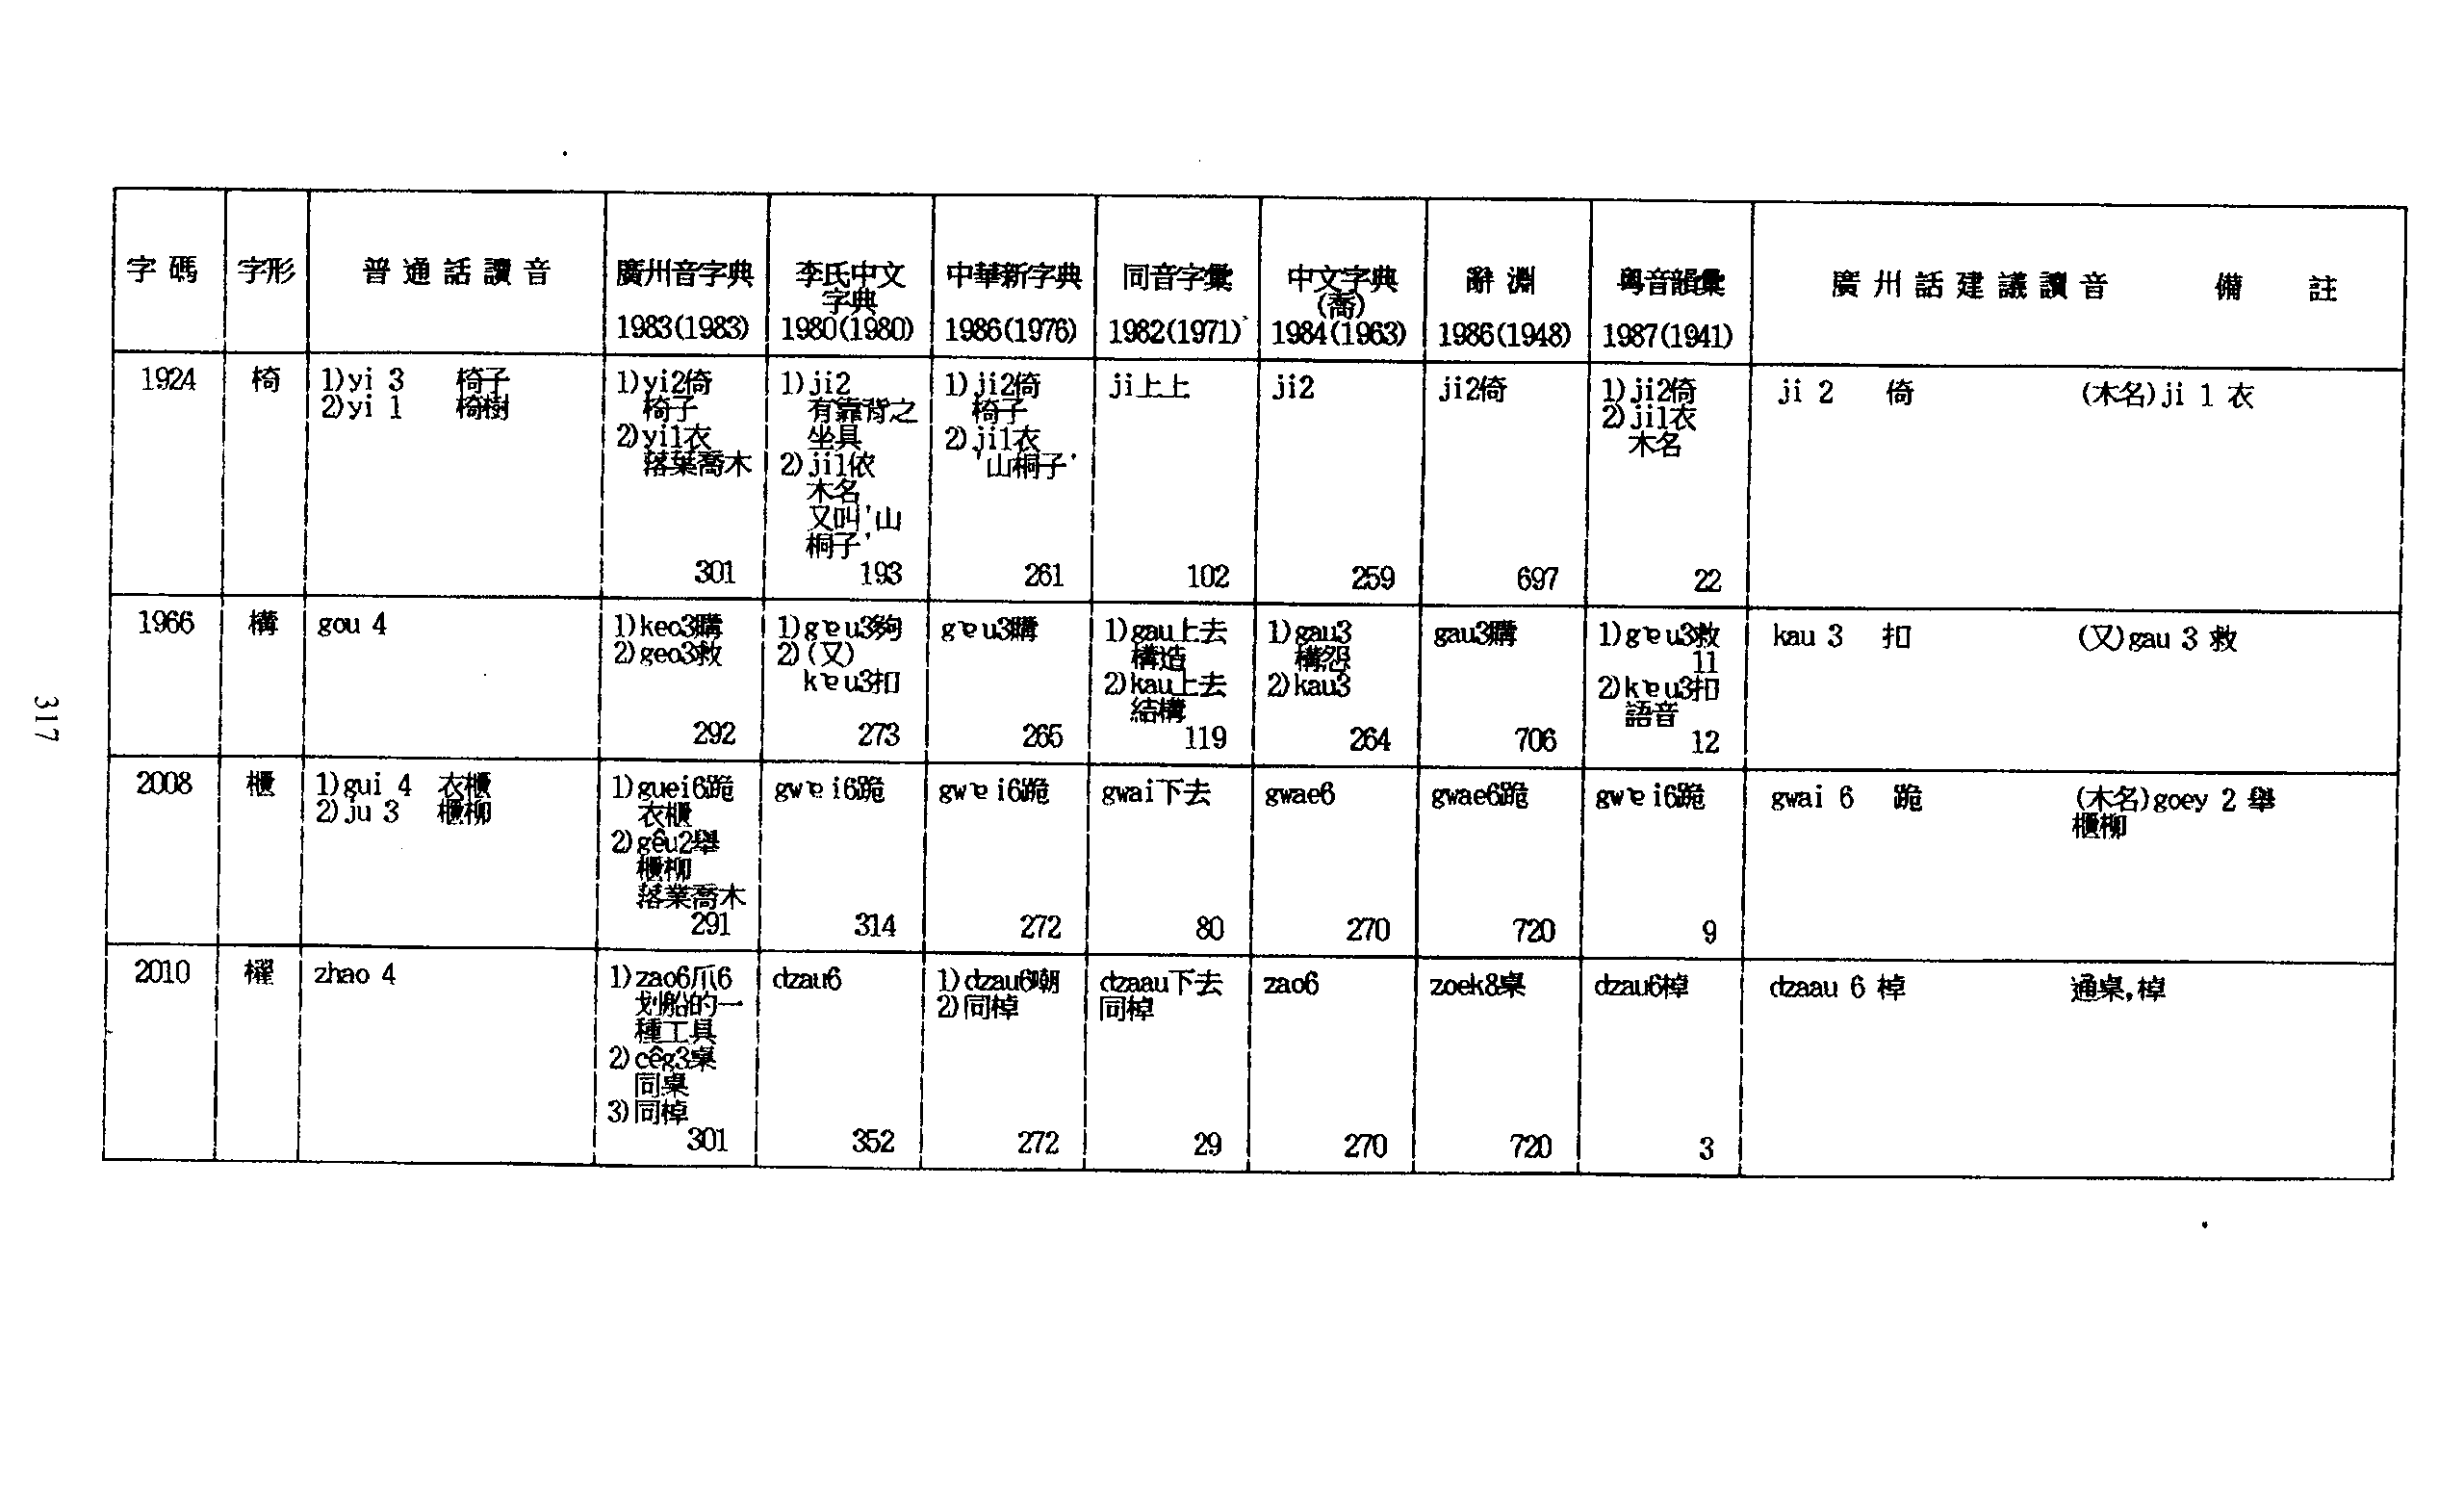 字碼 字形 普通話讀音 廣州音字典 李氏中文 中華新字典 同音字彙 中文字典 辭淵 粵音韻彙 廣州話建議讀音 備註
字典 (喬)
1983(1983) 1980(1980) 1986(1976) 1982(1971) 1984(1963) 1986(1948) 1987(1941)
1924 椅
1)yi 3 椅子
2)yi 1 椅樹
1)yi2倚
椅子
2)yi1衣
落葉喬木
301
1)ji2
有靠背之
坐具
2)ji1依
木名
又叫'山
桐子'
193
1)ji2倚
椅子
2)ji1衣
'山桐子'
261
ji上上
102
ji2
259
ji2倚
697
1)ji2倚
2)ji1衣
木名
22
ji 2 倚 (木名)ji 1 衣
1966 構
gou 4
1)keo3購
2)geo3救
292
1)gɐu3夠
2)(又)
kɐu3扣
273
gɐu3購
265
1)gau上去
構造
2)kau上去
結構
119
1)gau3
構怨
2)kau3
264
gau3購
706
1)gɐu3救
11
2)kɐu3扣
語音
12
kau 3 扣 (又)gau 3 救
2008 櫃
1)gui 4 衣櫃
2)ju 3 櫃柳
1)guei6跪
衣櫃
2)gêu2舉
櫃柳
落業喬木
291
gwɐi6跪
314
gwɐi6跪
272
gwai下去
80
gwae6
270
gwae6跪
720
gwɐi6跪
9
gwai 6 跪 (木名)goey 2 舉
櫃柳
2010 櫂
zhao 4
1)zao6爪6
划船的一
種工具
2)cêg3桌
同桌
3)同棹
301
dzau6
352
1)dzau6嘲
2)同棹
272
dzaau下去
同棹
29
zao6
270
zoek8桌
720
dzau6棹
3
dzaau 6 棹 通桌,棹
317